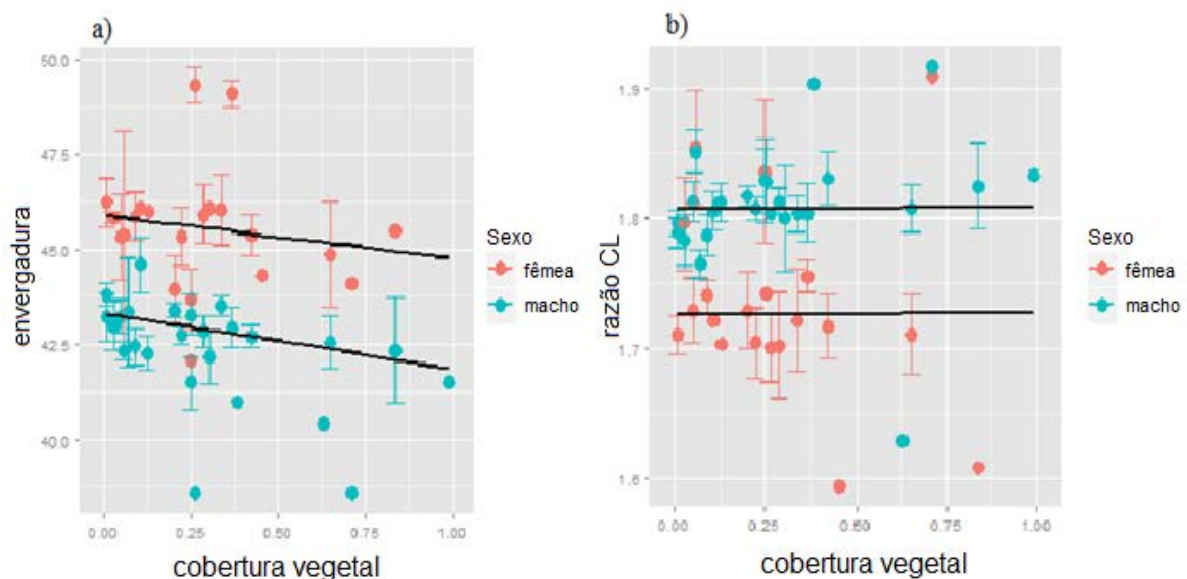 a)
envergadura
50.0
47.5
45.0
42.5
40.0
0.00 0.25 0.50 0.75 1.00
cobertura vegetal
Sexo
fêmea
macho
b)
razão CL
1.9
1.8
1.7
1.6
0.00 0.25 0.50 0.75 1.00
cobertura vegetal
Sexo
fêmea
macho